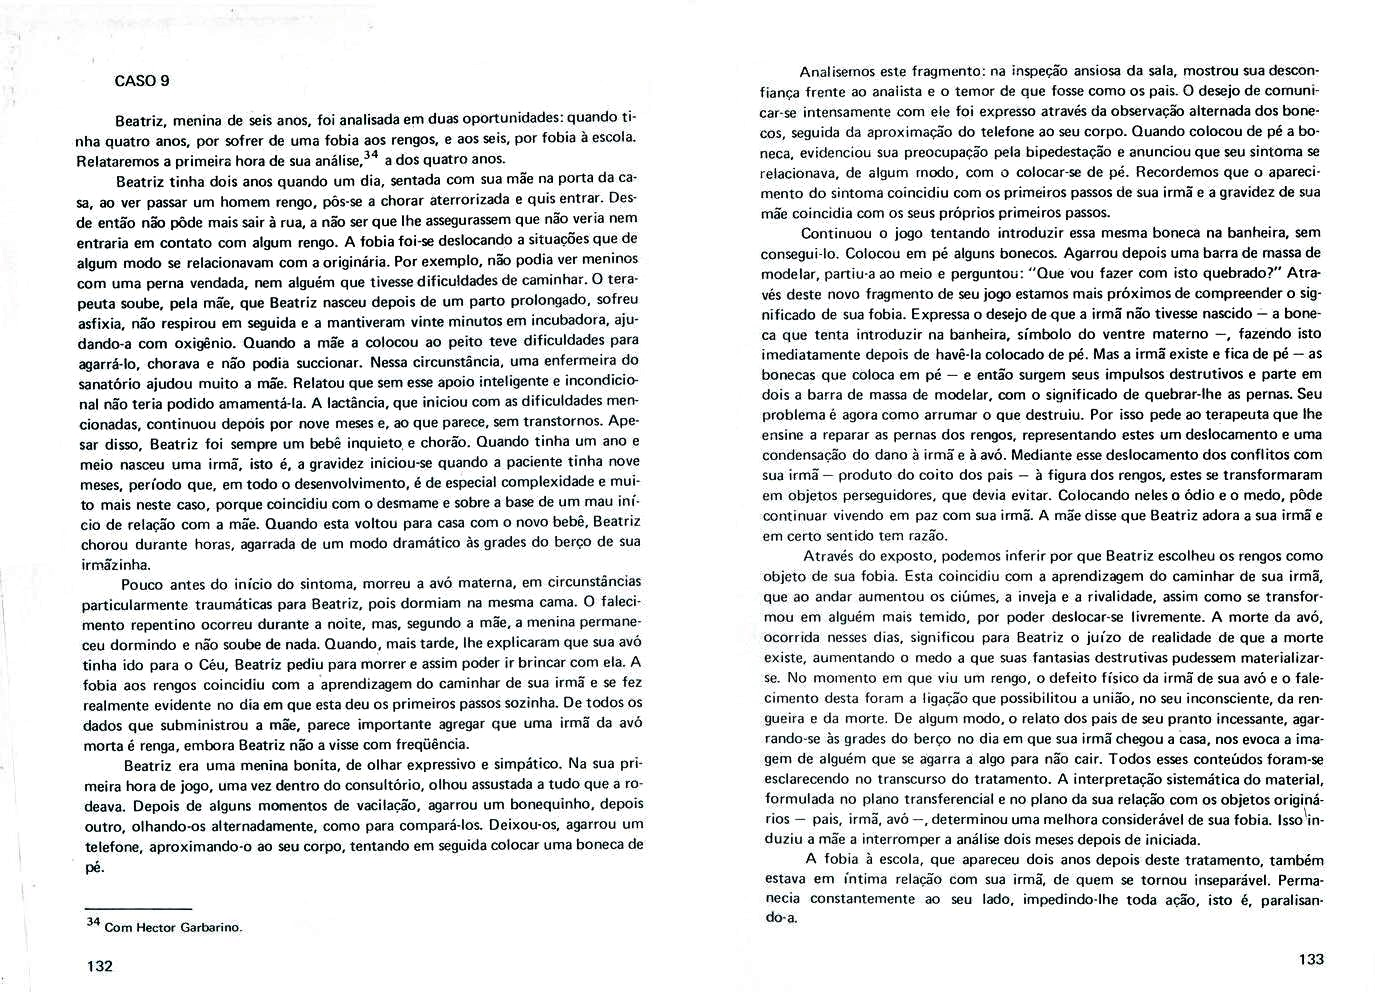 CASO 9
Beatriz, menina de seis anos, foi analisada em duas oportunidades: quando ti-
nha quatro anos, por sofrer de uma fobia aos rengos, e aos seis, por fobia à escola.
Relataremos a primeira hora de sua análise,34 a dos quatro anos.
Beatriz tinha dois anos quando um dia, sentada com sua mãe na porta da ca-
sa, ao ver passar um homem rengo, pôs-se a chorar aterrorizada e quis entrar. Des-
de então não pôde mais sair à rua, a não ser que lhe assegurassem que não veria nem
entraria em contato com algum rengo. A fobia foi-se deslocando a situações que de
algum modo se relacionavam com a originária. Por exemplo, não podia ver meninos
com uma perna vendada, nem alguém que tivesse dificuldades de caminhar. O tera-
peuta soube, pela mãe, que Beatriz nasceu depois de um parto prolongado, sofreu
asfixia, não respirou em seguida e a mantiveram vinte minutos em incubadora, aju-
dando-a com oxigênio. Quando a mãe a colocou ao peito teve dificuldades para
agarrá-lo, chorava e não podia succionar. Nessa circunstância, uma enfermeira do
sanatório ajudou muito a mãe. Relatou que sem esse apoio inteligente e incondicio-
nal não teria podido amamentá-la. A lactância, que iniciou com as dificuldades men-
cionadas, continuou depois por nove meses e, ao que parece, sem transtornos. Ape-
sar disso, Beatriz foi sempre um bebê inquieto e chorão. Quando tinha um ano e
meio nasceu uma irmã, isto é, a gravidez iniciou-se quando a paciente tinha nove
meses, período que, em todo o desenvolvimento, é de especial complexidade e mui-
to mais neste caso, porque coincidiu com o desmame e sobre a base de um mau iní-
cio de relação com a mãe. Quando esta voltou para casa com o novo bebê, Beatriz
chorou durante horas, agarrada de um modo dramático às grades do berço de sua
irmãzinha.
Pouco antes do início do sintoma, morreu a avó materna, em circunstâncias
particularmente traumáticas para Beatriz, pois dormiam na mesma cama. O faleci-
mento repentino ocorreu durante a noite, mas, segundo a mãe, a menina permane-
ceu dormindo e não soube de nada. Quando, mais tarde, lhe explicaram que sua avó
tinha ido para o Céu, Beatriz pediu para morrer e assim poder ir brincar com ela. A
fobia aos rengos coincidiu com a aprendizagem do caminhar de sua irmã e se fez
realmente evidente no dia em que esta deu os primeiros passos sozinha. De todos os
dados que subministrou a mãe, parece importante agregar que uma irmã da avó
morta é renga, embora Beatriz não a visse com freqüência.
Beatriz era uma menina bonita, de olhar expressivo e simpático. Na sua pri-
meira hora de jogo, uma vez dentro do consultório, olhou assustada a tudo que a ro-
deava. Depois de alguns momentos de vacilação, agarrou um bonequinho, depois
outro, olhando-os alternadamente, como para compará-los. Deixou-os, agarrou um
telefone, aproximando-o ao seu corpo, tentando em seguida colocar uma boneca de
pé.
34 Com Hector Garbarino.
132
Analisemos este fragmento: na inspeção ansiosa da sala, mostrou sua descon-
fiança frente ao analista e o temor de que fosse como os pais. O desejo de comuni-
car-se intensamente com ele foi expresso através da observação alternada dos bone-
cos, seguida da aproximação do telefone ao seu corpo. Quando colocou de pé a bo-
neca, evidenciou sua preocupação pela bipedestação e anunciou que seu sintoma se
relacionava, de algum modo, com o colocar-se de pé. Recordemos que o apareci-
mento do sintoma coincidiu com os primeiros passos de sua irmã e a gravidez de sua
mãe coincidia com os seus próprios primeiros passos.
Continuou o jogo tentando introduzir essa mesma boneca na banheira, sem
consegui-lo. Colocou em pé alguns bonecos. Agarrou depois uma barra de massa de
modelar, partiu-a ao meio e perguntou: "Que vou fazer com isto quebrado?" Atra-
vés deste novo fragmento de seu jogo estamos mais próximos de compreender o sig-
nificado de sua fobia. Expressa o desejo de que a irmã não tivesse nascido — a bone-
ca que tenta introduzir na banheira, símbolo do ventre materno —, fazendo isto
imediatamente depois de havê-la colocado de pé. Mas a irmã existe e fica de pé — as
bonecas que coloca em pé — e então surgem seus impulsos destrutivos e parte em
dois a barra de massa de modelar, com o significado de quebrar-lhe as pernas. Seu
problema é agora como arrumar o que destruiu. Por isso pede ao terapeuta que lhe
ensine a reparar as pernas dos rengos, representando estes um deslocamento e uma
condensação do dano à irmã e à avó. Mediante esse deslocamento dos conflitos com
sua irmã — produto do coito dos pais — à figura dos rengos, estes se transformaram
em objetos perseguidores, que devia evitar. Colocando neles o ódio e o medo, pôde
continuar vivendo em paz com sua irmã. A mãe disse que Beatriz adora a sua irmã e
em certo sentido tem razão.
Através do exposto, podemos inferir por que Beatriz escolheu os rengos como
objeto de sua fobia. Esta coincidiu com a aprendizagem do caminhar de sua irmã,
que ao andar aumentou os ciúmes, a inveja e a rivalidade, assim como se transfor-
mou em alguém mais temido, por poder deslocar-se livremente. A morte da avó,
ocorrida nesses dias, significou para Beatriz o juízo de realidade de que a morte
existe, aumentando o medo a que suas fantasias destrutivas pudessem materializar-
se. No momento em que viu um rengo, o defeito físico da irmã de sua avó e o fale-
cimento desta foram a ligação que possibilitou a união, no seu inconsciente, da ren-
gueira e da morte. De algum modo, o relato dos pais de seu pranto incessante, agar-
rando-se às grades do berço no dia em que sua irmã chegou a casa, nos evoca a ima-
gem de alguém que se agarra a algo para não cair. Todos esses conteúdos foram-se
esclarecendo no transcurso do tratamento. A interpretação sistemática do material,
formulada no plano transferencial e no plano da sua relação com os objetos originá-
rios — pais, irmã, avó —, determinou uma melhora considerável de sua fobia. Isso in-
duziu a mãe a interromper a análise dois meses depois de iniciada.
A fobia à escola, que apareceu dois anos depois deste tratamento, também
estava em íntima relação com sua irmã, de quem se tornou inseparável. Perma-
necia constantemente ao seu lado, impedindo-lhe toda ação, isto é, paralisan-
do-a.
133